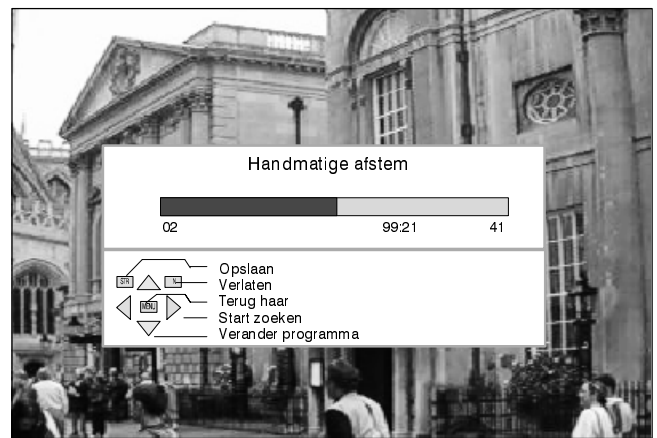 Handmatige afstem
02 99:21 41
STR N Opslaan
Verlaten
MENU Terug haar
Start zoeken
Verander programma